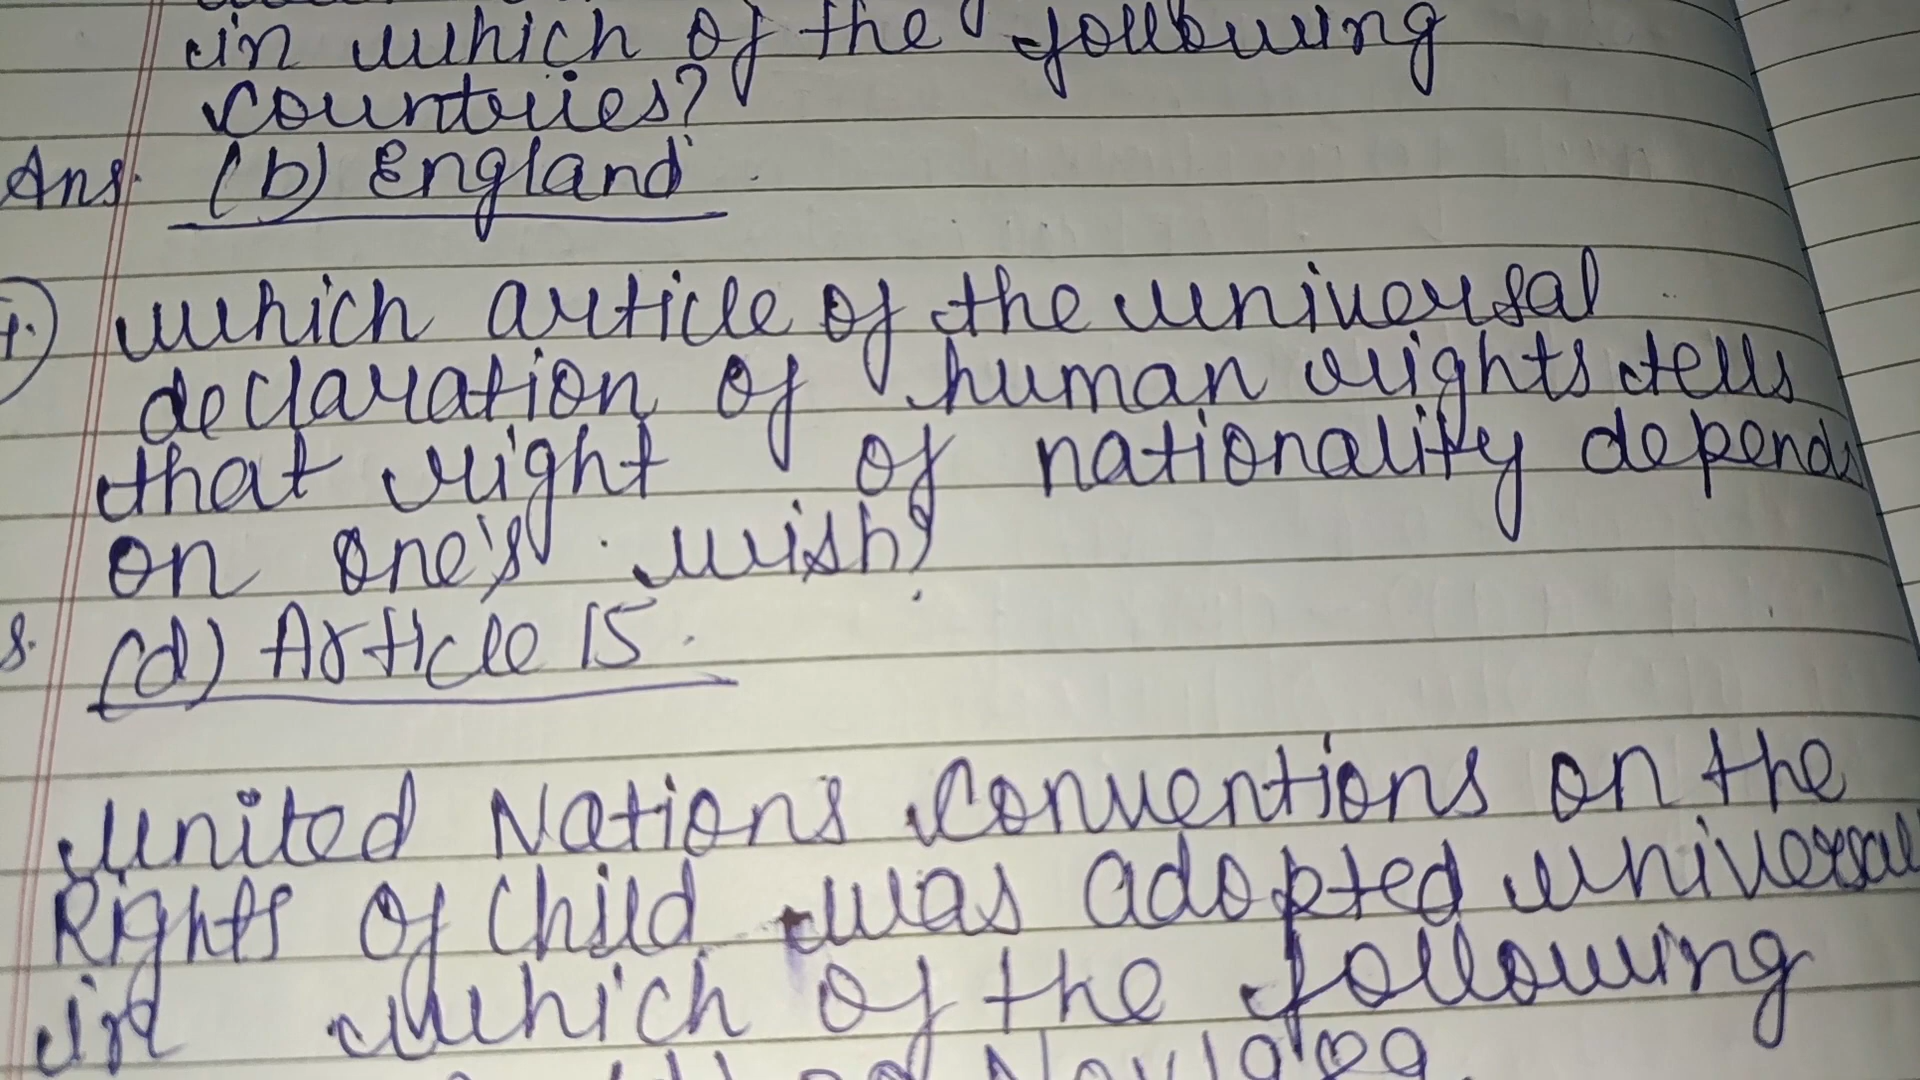 in which of the following
countries?
Ans. (b) England.
which article of the universal
declaration of human rights tells
that right of nationality depends
on one's wish?
(d) Article 15.
United Nations Conventions on the
Rights of Child was adopted universal
in which of the following